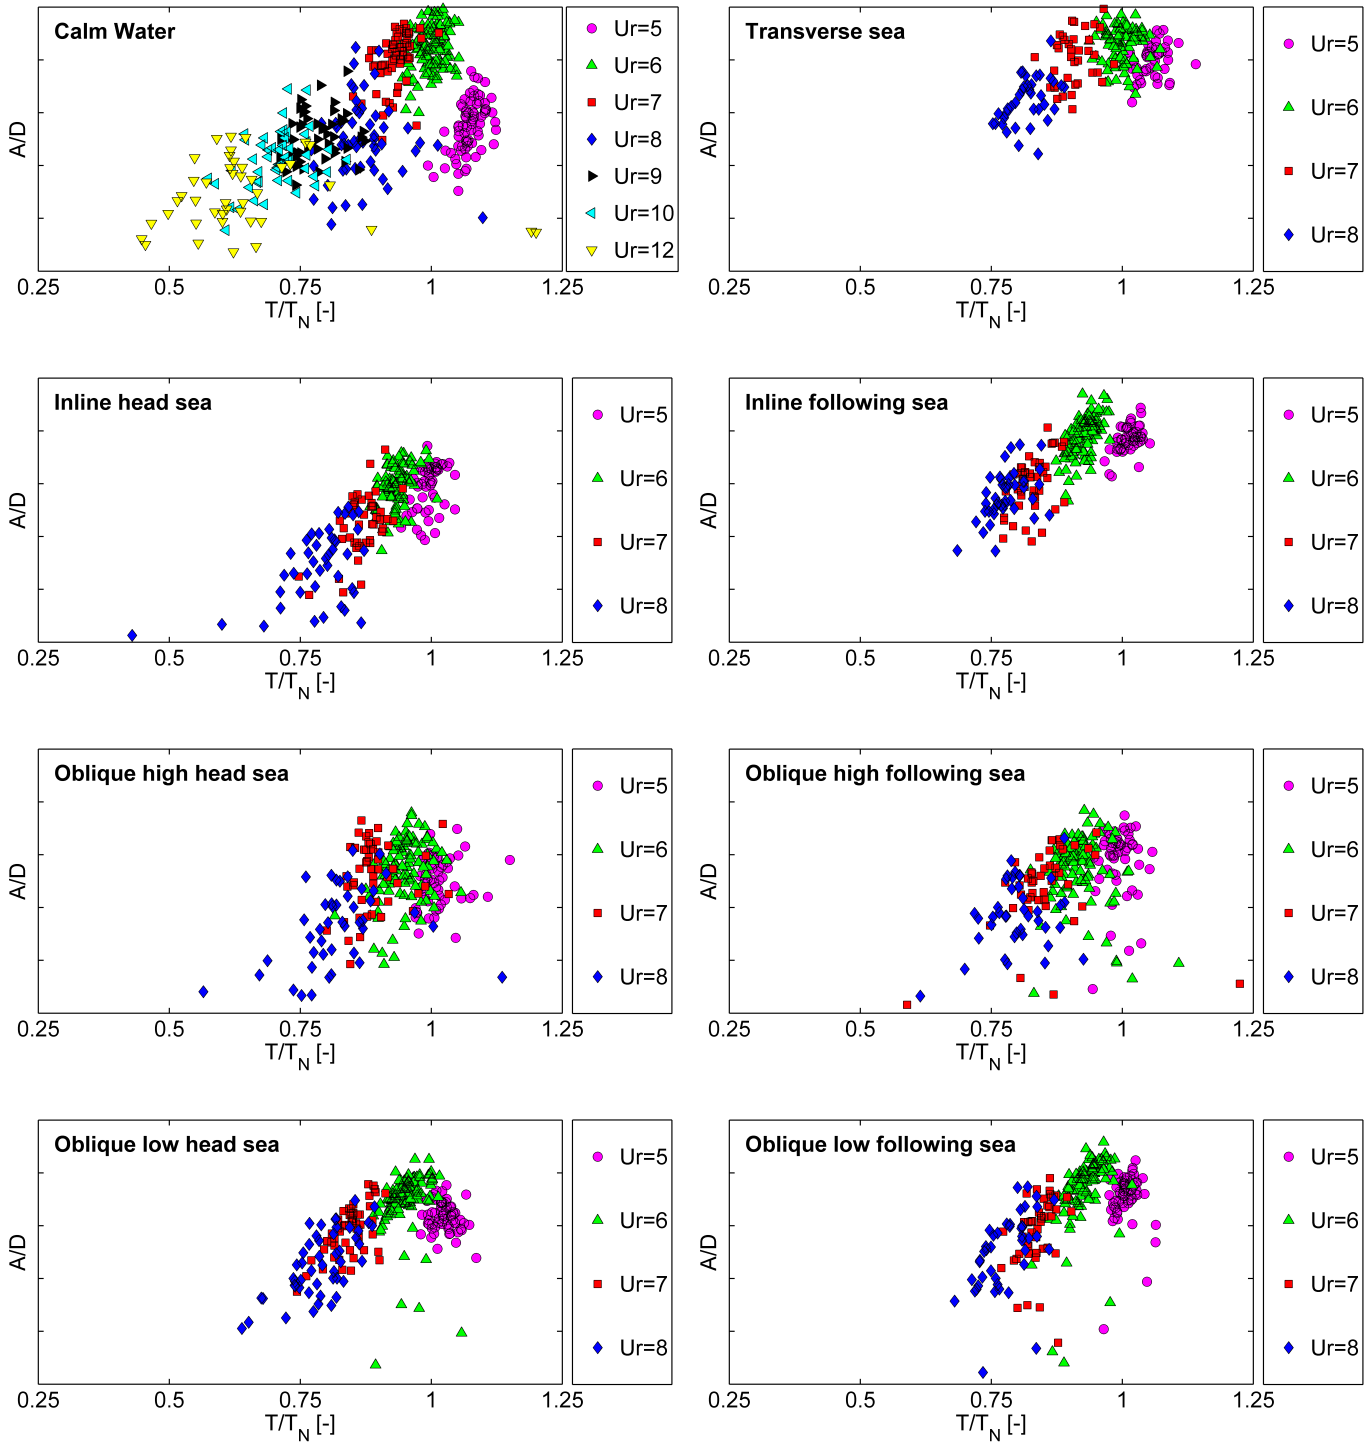 Calm Water
A/D
0.25 0.5 0.75 1 1.25
T/T_N [-]
Ur=5
Ur=6
Ur=7
Ur=8
Ur=9
Ur=10
Ur=12
Transverse sea
A/D
0.25 0.5 0.75 1 1.25
T/T_N [-]
Ur=5
Ur=6
Ur=7
Ur=8
Inline head sea
A/D
0.25 0.5 0.75 1 1.25
T/T_N [-]
Ur=5
Ur=6
Ur=7
Ur=8
Inline following sea
A/D
0.25 0.5 0.75 1 1.25
T/T_N [-]
Ur=5
Ur=6
Ur=7
Ur=8
Oblique high head sea
A/D
0.25 0.5 0.75 1 1.25
T/T_N [-]
Ur=5
Ur=6
Ur=7
Ur=8
Oblique high following sea
A/D
0.25 0.5 0.75 1 1.25
T/T_N [-]
Ur=5
Ur=6
Ur=7
Ur=8
Oblique low head sea
A/D
0.25 0.5 0.75 1 1.25
T/T_N [-]
Ur=5
Ur=6
Ur=7
Ur=8
Oblique low following sea
A/D
0.25 0.5 0.75 1 1.25
T/T_N [-]
Ur=5
Ur=6
Ur=7
Ur=8